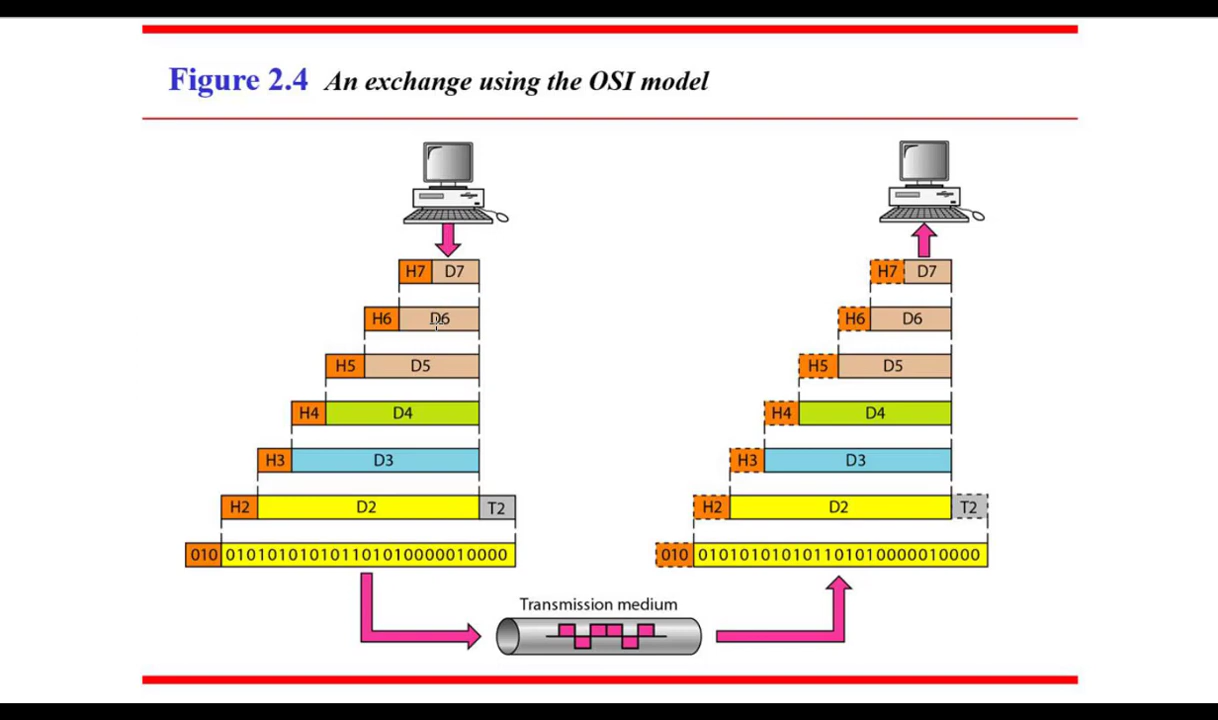 Figure 2.4 An exchange using the OSI model
H7 D7 H7 D7
H6 D6 H6 D6
H5 D5 H5 D5
H4 D4 H4 D4
H3 D3 H3 D3
H2 D2 T2 H2 D2 T2
010 010101010101101010000010000 010 010101010101101010000010000
Transmission medium